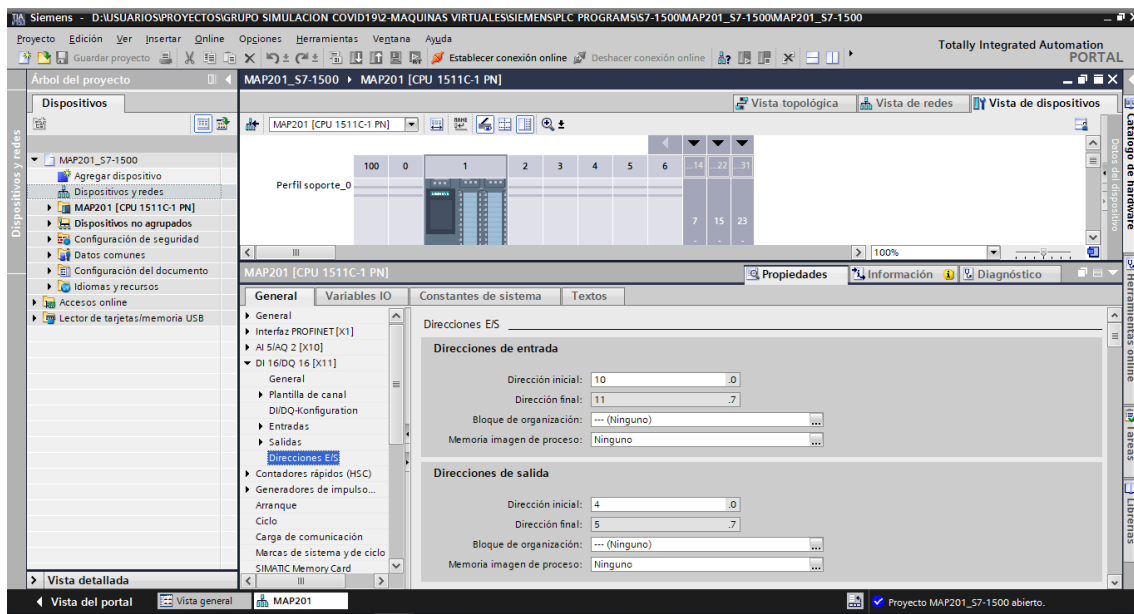 Siemens - D:\USUARIOS\PROYECTOS\GRUPO SIMULACION COVID19\2-MAQUINAS VIRTUALES\SIEMENS\PLC PROGRAMS\S7-1500\MAP201_S7-1500\MAP201_S7-1500
Proyecto Edición Ver Insertar Online Opciones Herramientas Ventana Ayuda
Totally Integrated Automation
PORTAL
Guardar proyecto Establecer conexión online Deshacer conexión online
Árbol del proyecto
MAP201_S7-1500 MAP201 [CPU 1511C-1 PN]
Dispositivos
Vista topológica Vista de redes Vista de dispositivos
MAP201 [CPU 1511C-1 PN]
Dispositivos y redes
MAP201_S7-1500
Agregar dispositivo
Dispositivos y redes
MAP201 [CPU 1511C-1 PN]
Dispositivos no agrupados
Configuración de seguridad
Datos comunes
Configuración del documento
Idiomas y recursos
Accesos online
Lector de tarjetas/memoria USB
100 0 1 2 3 4 5 6 ...14 ...22 ...31
Perfil soporte_0
7 15 23
100%
Datos del dispositivo
Catálogo de hardware
Herramientas online
Tareas
Librerías
MAP201 [CPU 1511C-1 PN]
Propiedades Información Diagnóstico
General Variables IO Constantes de sistema Textos
General
Interfaz PROFINET [X1]
AI 5/AQ 2 [X10]
DI 16/DQ 16 [X11]
General
Plantilla de canal
DI/DQ-Konfiguration
Entradas
Salidas
Direcciones E/S
Contadores rápidos (HSC)
Generadores de impulso...
Arranque
Ciclo
Carga de comunicación
Marcas de sistema y de ciclo
SIMATIC Memory Card
Direcciones E/S
Direcciones de entrada
Dirección inicial: 10 .0
Dirección final: 11 .7
Bloque de organización: --- (Ninguno) ...
Memoria imagen de proceso: Ninguno ...
Direcciones de salida
Dirección inicial: 4 .0
Dirección final: 5 .7
Bloque de organización: --- (Ninguno) ...
Memoria imagen de proceso: Ninguno ...
Vista detallada
Vista del portal Vista general MAP201
Proyecto MAP201_S7-1500 abierto.